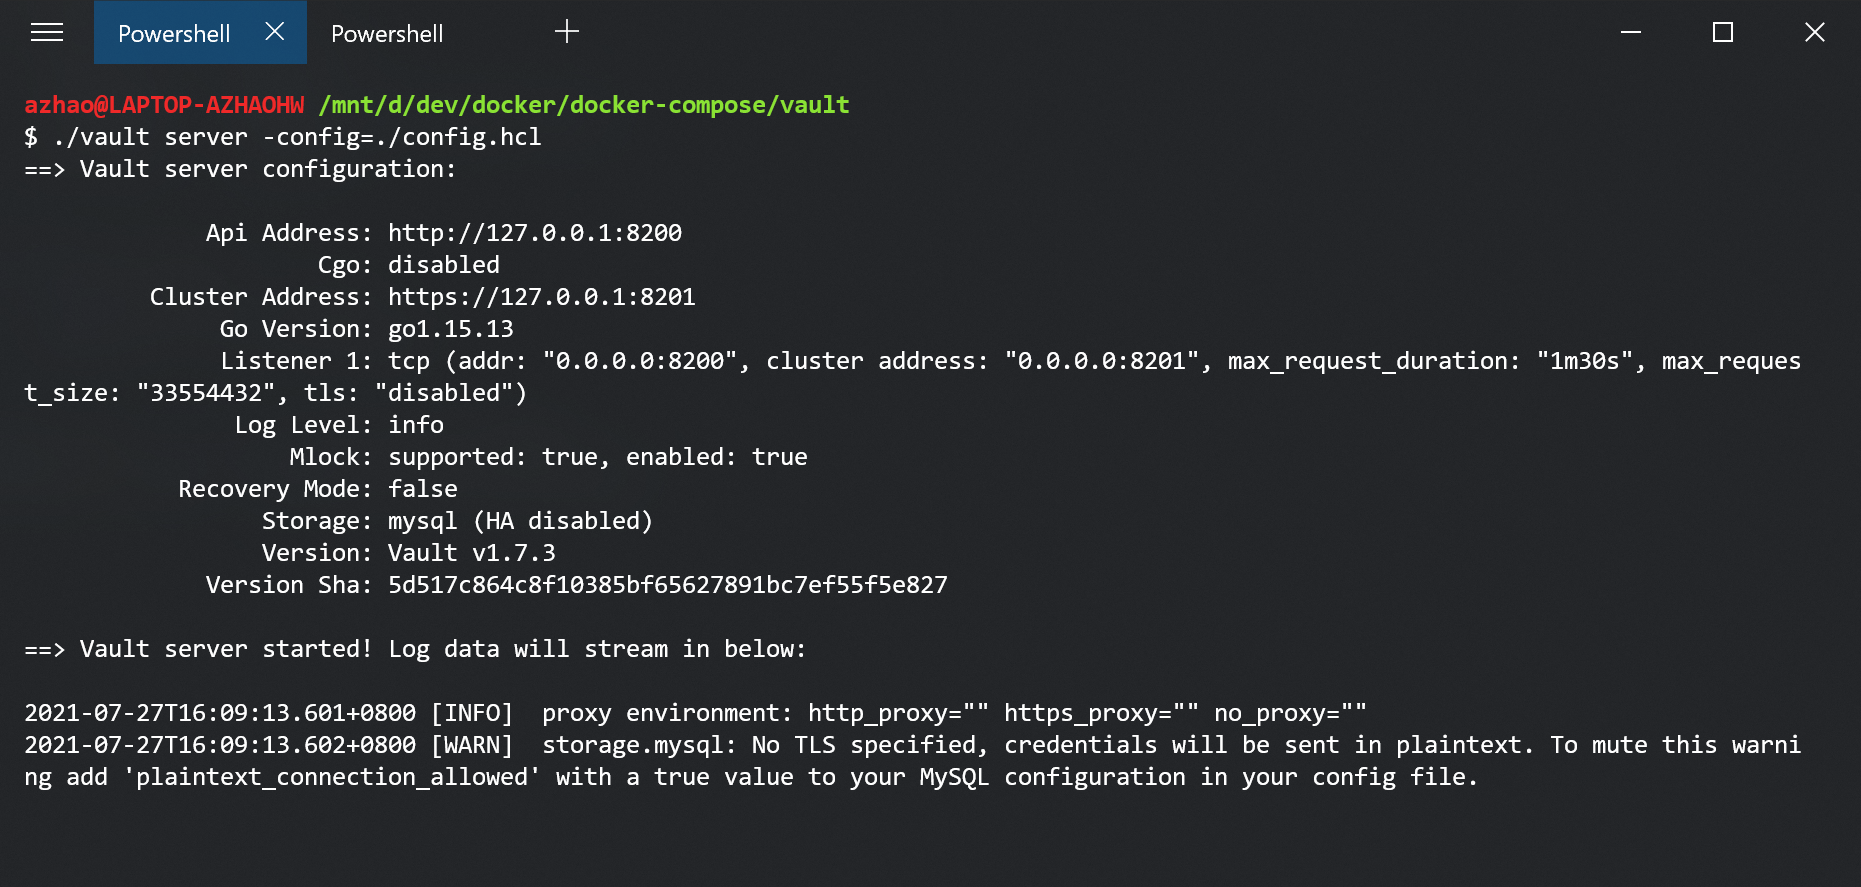 Powershell Powershell
azhao@LAPTOP-AZHAOHW /mnt/d/dev/docker/docker-compose/vault
$ ./vault server -config=./config.hcl
==> Vault server configuration:
Api Address: http://127.0.0.1:8200
Cgo: disabled
Cluster Address: https://127.0.0.1:8201
Go Version: go1.15.13
Listener 1: tcp (addr: "0.0.0.0:8200", cluster address: "0.0.0.0:8201", max_request_duration: "1m30s", max_reques
t_size: "33554432", tls: "disabled")
Log Level: info
Mlock: supported: true, enabled: true
Recovery Mode: false
Storage: mysql (HA disabled)
Version: Vault v1.7.3
Version Sha: 5d517c864c8f10385bf65627891bc7ef55f5e827
==> Vault server started! Log data will stream in below:
2021-07-27T16:09:13.601+0800 [INFO]  proxy environment: http_proxy="" https_proxy="" no_proxy=""
2021-07-27T16:09:13.602+0800 [WARN]  storage.mysql: No TLS specified, credentials will be sent in plaintext. To mute this warni
ng add 'plaintext_connection_allowed' with a true value to your MySQL configuration in your config file.